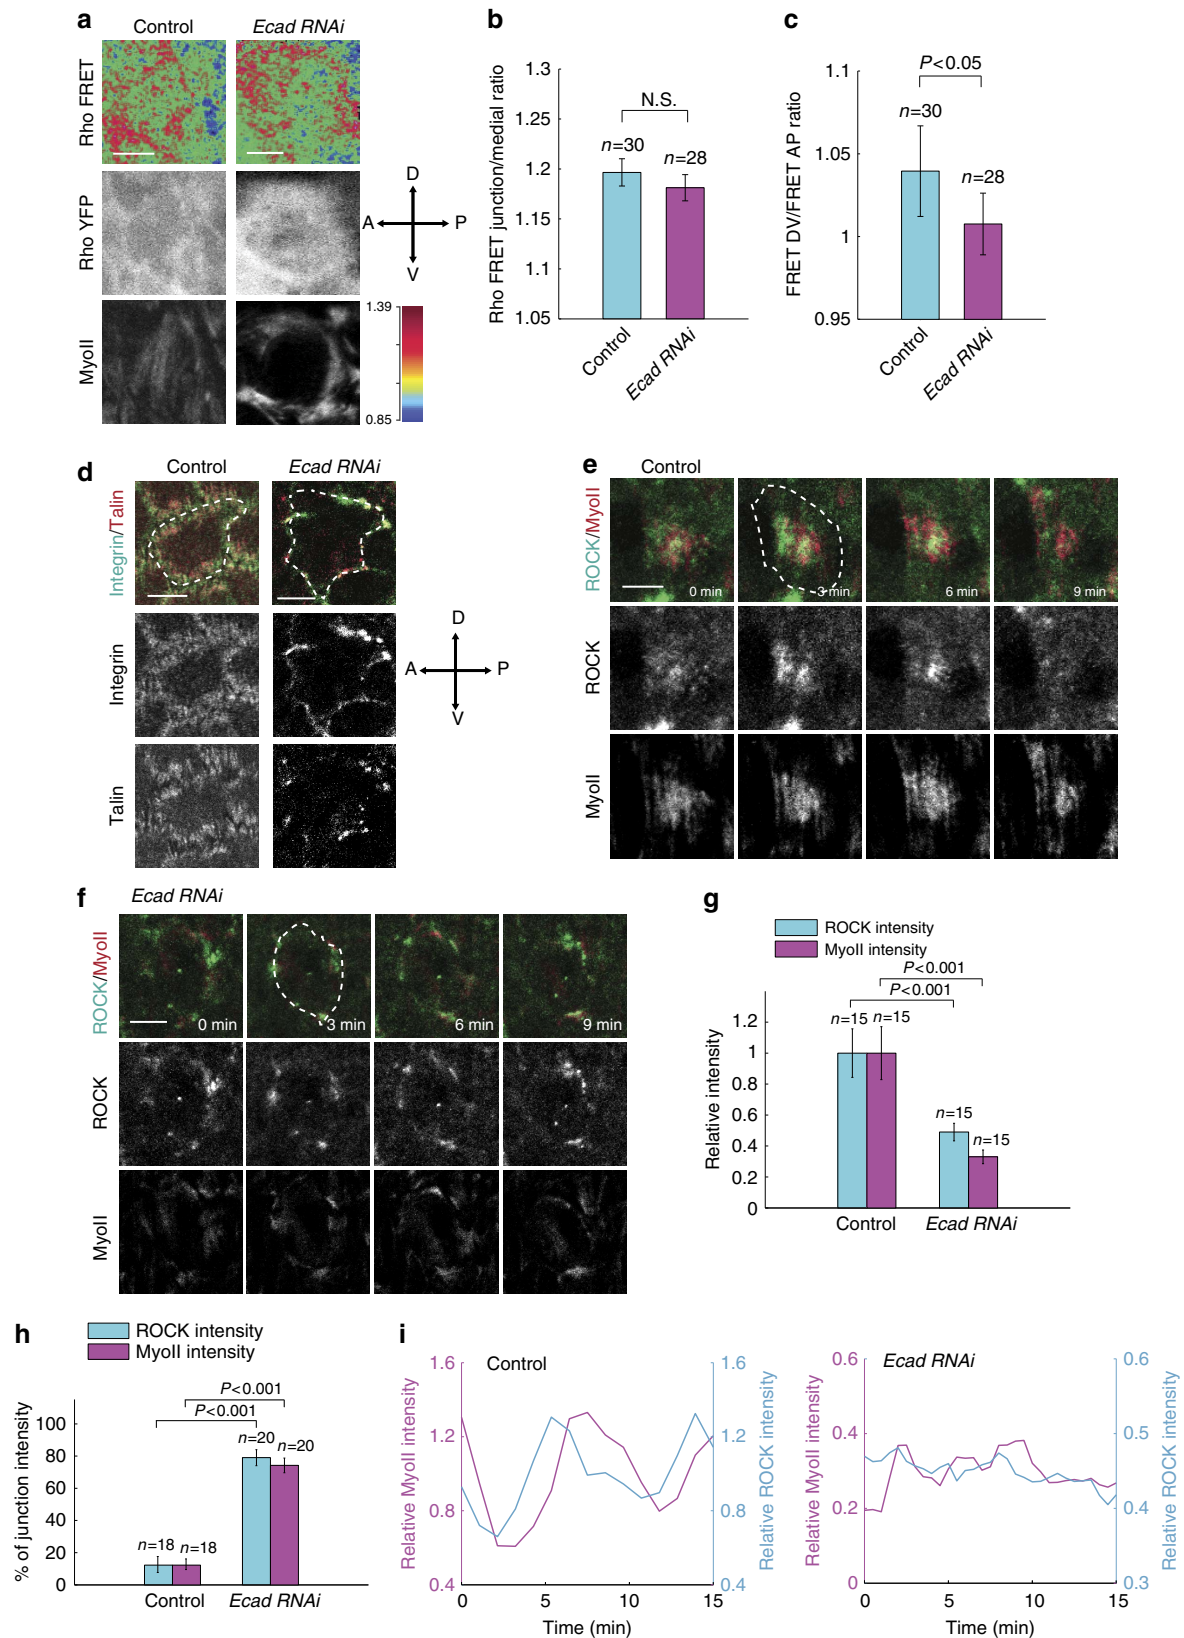 a
Control
Ecad RNAi
Rho FRET
Rho YFP
MyoII
D
A
P
V
1.39
0.85
b
Rho FRET junction/medial ratio
1.3
1.25
1.2
1.15
1.1
1.05
N.S.
n=30
n=28
Control
Ecad RNAi
c
FRET DV/FRET AP ratio
1.1
1.05
1
0.95
P<0.05
n=30
n=28
Control
Ecad RNAi
d
Control
Ecad RNAi
Integrin/Talin
Integrin
Talin
D
A
P
V
e
Control
ROCK/MyoII
0 min
3 min
6 min
9 min
ROCK
MyoII
f
Ecad RNAi
ROCK/MyoII
0 min
3 min
6 min
9 min
ROCK
MyoII
g
ROCK intensity
MyoII intensity
P<0.001
P<0.001
Relative intensity
1.2
1
0.8
0.6
0.4
0.2
0
n=15
n=15
n=15
n=15
Control
Ecad RNAi
h
ROCK intensity
MyoII intensity
P<0.001
P<0.001
% of junction intensity
100
80
60
40
20
0
n=18
n=18
n=20
n=20
Control
Ecad RNAi
i
Control
Relative MyoII intensity
1.6
1.2
0.8
0.4
1.6
1.2
0.8
0.4
Relative ROCK intensity
0
5
10
15
Time (min)
Ecad RNAi
Relative MyoII intensity
0.6
0.4
0.2
0
0.6
0.5
0.4
0.3
Relative ROCK intensity
0
5
10
15
Time (min)